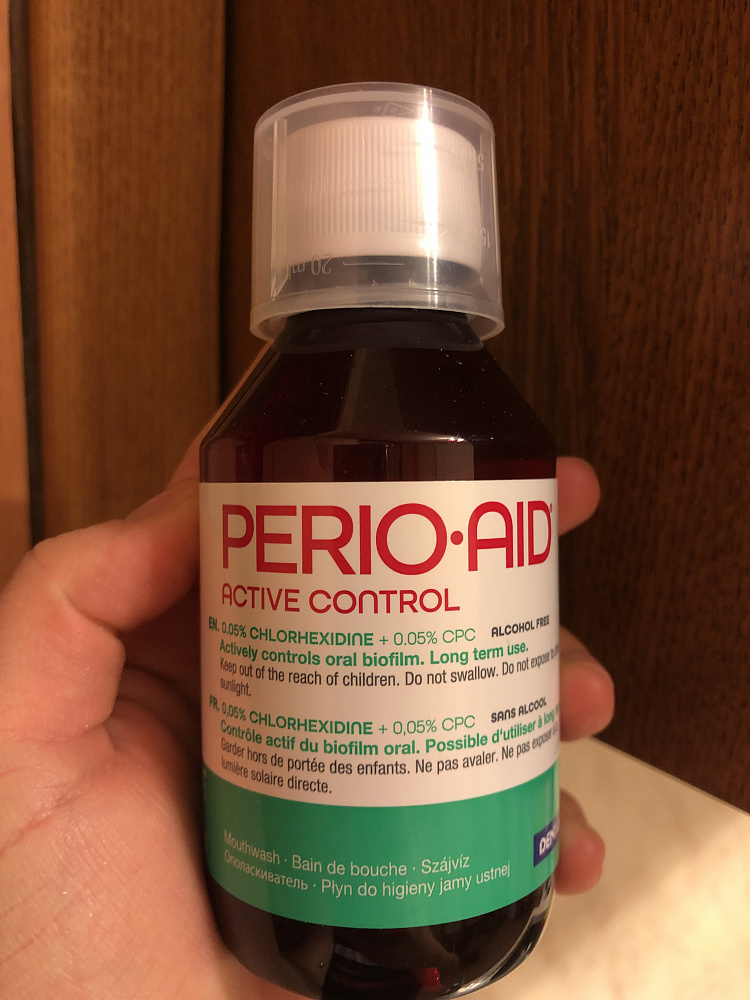 20 ml
PERIO·AID®
ACTIVE CONTROL
EN. 0.05% CHLORHEXIDINE + 0.05% CPC ALCOHOL FREE
Actively controls oral biofilm. Long term use.
Keep out of the reach of children. Do not swallow. Do not expose to
sunlight.
FR. 0,05% CHLORHEXIDINE + 0,05% CPC SANS ALCOOL
Contrôle actif du biofilm oral. Possible d'utiliser à long
Garder hors de portée des enfants. Ne pas avaler. Ne pas exposer
lumière solaire directe.
Mouthwash · Bain de bouche · Szájvíz
Ополаскиватель · Płyn do higieny jamy ustnej